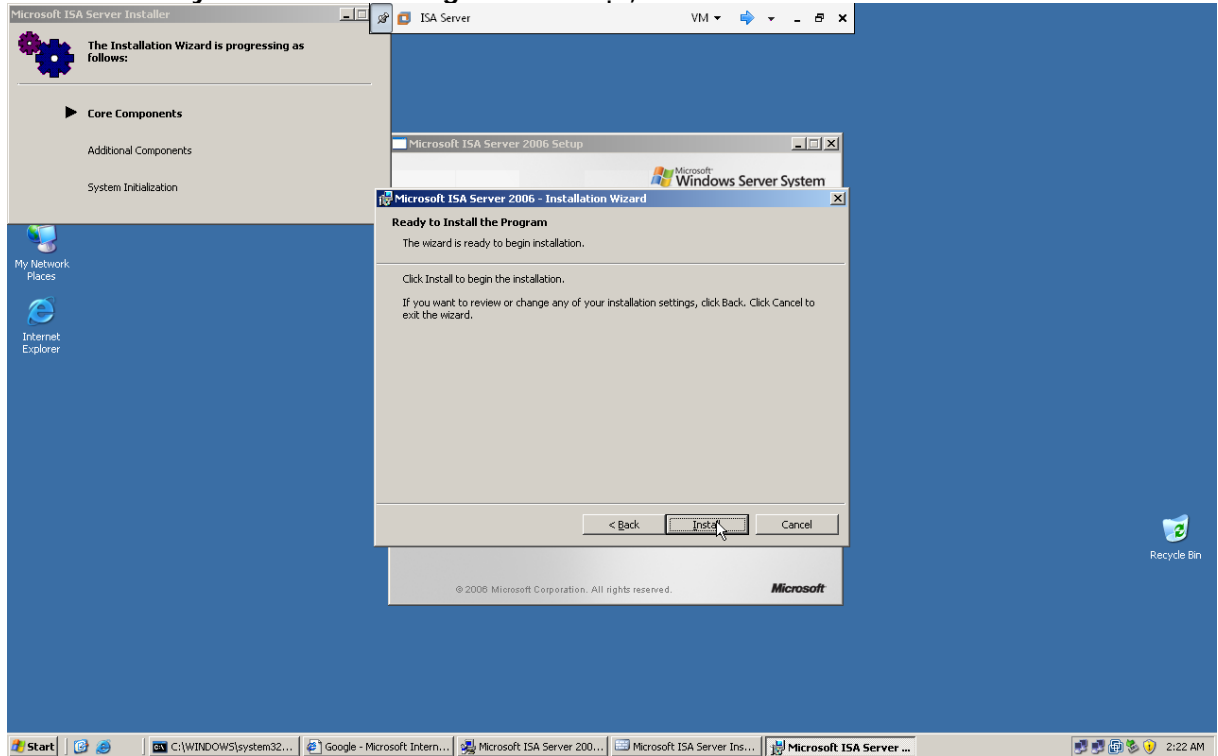 Microsoft ISA Server Installer
ISA Server
VM
The Installation Wizard is progressing as
follows:
Core Components
Additional Components
System Initialization
Microsoft ISA Server 2006 Setup
Microsoft
Windows Server System
Microsoft ISA Server 2006 - Installation Wizard
Ready to Install the Program
The wizard is ready to begin installation.
Click Install to begin the installation.
If you want to review or change any of your installation settings, click Back. Click Cancel to
exit the wizard.
< Back
Install
Cancel
My Network
Places
Internet
Explorer
Recycle Bin
© 2006 Microsoft Corporation. All rights reserved.
Microsoft
Start
C:\WINDOWS\system32...
Google - Microsoft Intern...
Microsoft ISA Server 200...
Microsoft ISA Server Ins...
Microsoft ISA Server ...
2:22 AM